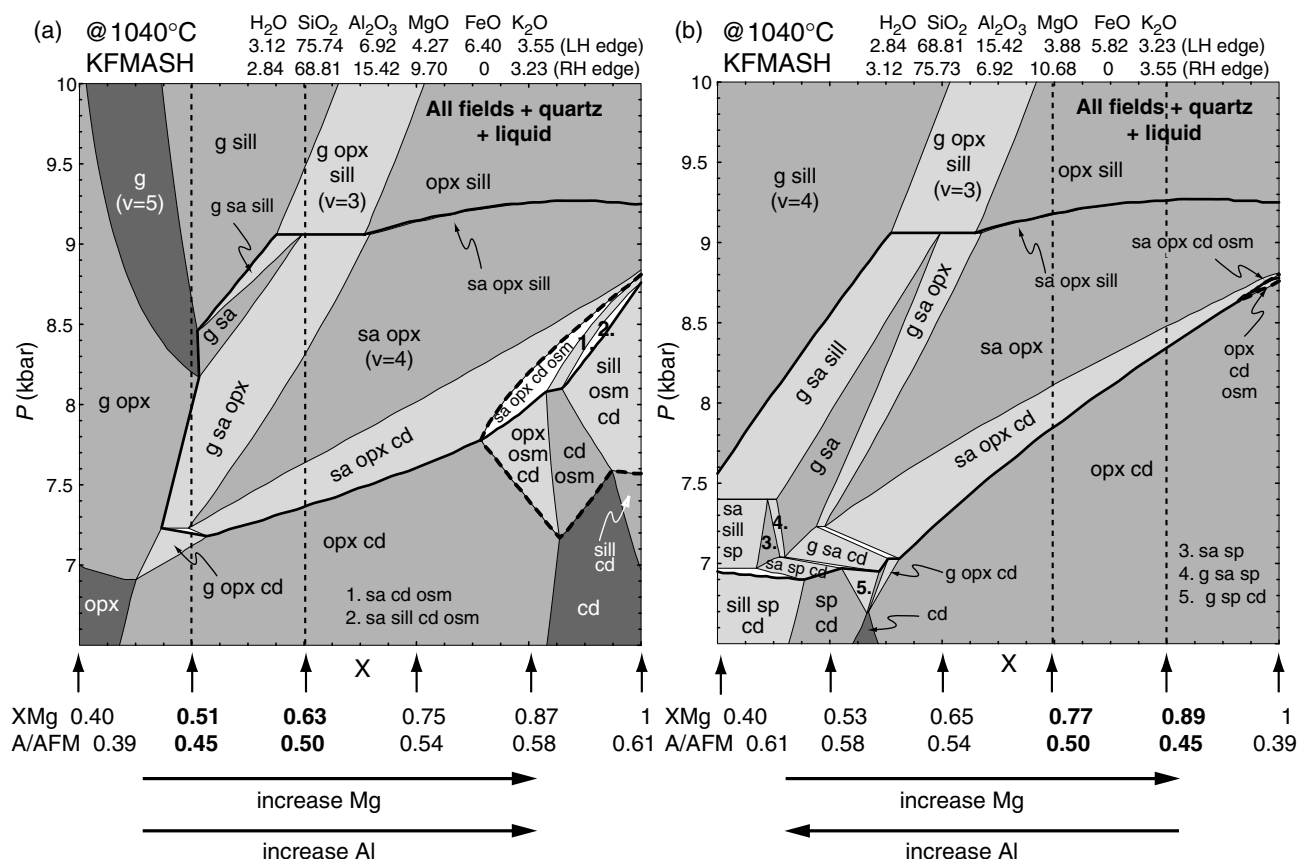 (a) @1040°C
KFMASH
H2O SiO2 Al2O3 MgO FeO K2O
3.12 75.74 6.92 4.27 6.40 3.55 (LH edge)
2.84 68.81 15.42 9.70 0 3.23 (RH edge)
10
9.5
9
8.5
8
7.5
7
P (kbar)
All fields + quartz
+ liquid
g sill
g opx
sill
(v=3)
g
(v=5)
opx sill
g sa sill
sa opx sill
g sa
sa opx
(v=4)
g opx
g sa opx
sa opx cd osm
1.
2.
sill
osm
cd
sa opx cd
opx
osm
cd
cd
osm
sill
cd
opx cd
g opx cd
opx
1. sa cd osm
2. sa sill cd osm
cd
X
XMg 0.40 0.51 0.63 0.75 0.87 1
A/AFM 0.39 0.45 0.50 0.54 0.58 0.61
increase Mg
increase Al
(b) @1040°C
KFMASH
H2O SiO2 Al2O3 MgO FeO K2O
2.84 68.81 15.42 3.88 5.82 3.23 (LH edge)
3.12 75.73 6.92 10.68 0 3.55 (RH edge)
10
9.5
9
8.5
8
7.5
7
P (kbar)
All fields + quartz
+ liquid
g sill
(v=4)
g opx
sill
(v=3)
opx sill
sa opx cd osm
sa opx sill
g sa opx
sa opx
opx
cd
osm
g sa sill
g sa
sa opx cd
opx cd
sa
sill
sp
4.
3.
g sa cd
sa sp cd
5.
g opx cd
sill sp
cd
sp
cd
cd
3. sa sp
4. g sa sp
5. g sp cd
X
XMg 0.40 0.53 0.65 0.77 0.89 1
A/AFM 0.61 0.58 0.54 0.50 0.45 0.39
increase Mg
increase Al